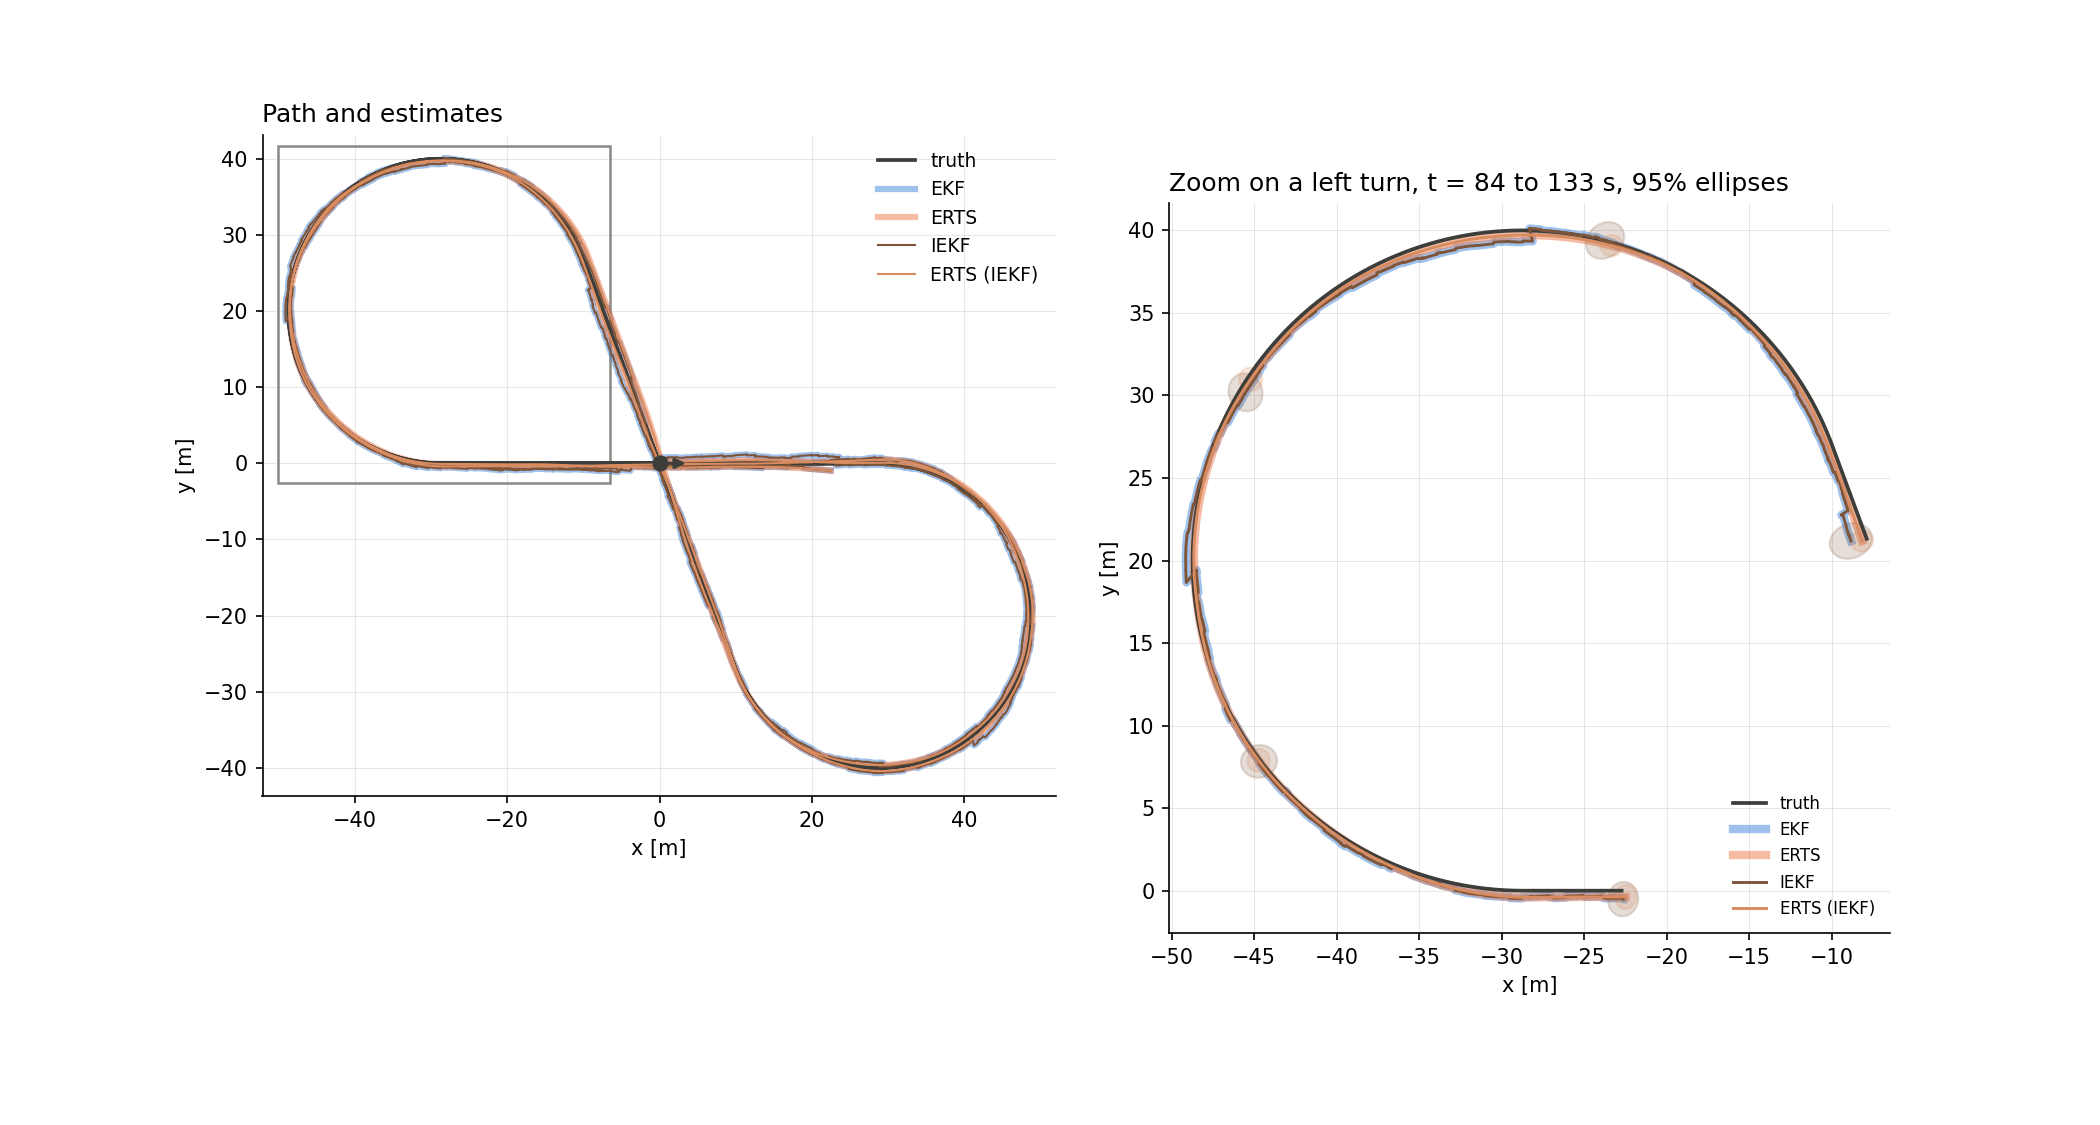 Path and estimates
40
30
20
10
0
−10
−20
−30
−40
y [m]
−40
−20
0
20
40
x [m]
truth
EKF
ERTS
IEKF
ERTS (IEKF)
Zoom on a left turn, t = 84 to 133 s, 95% ellipses
40
35
30
25
20
15
10
5
0
y [m]
−50
−45
−40
−35
−30
−25
−20
−15
−10
x [m]
truth
EKF
ERTS
IEKF
ERTS (IEKF)